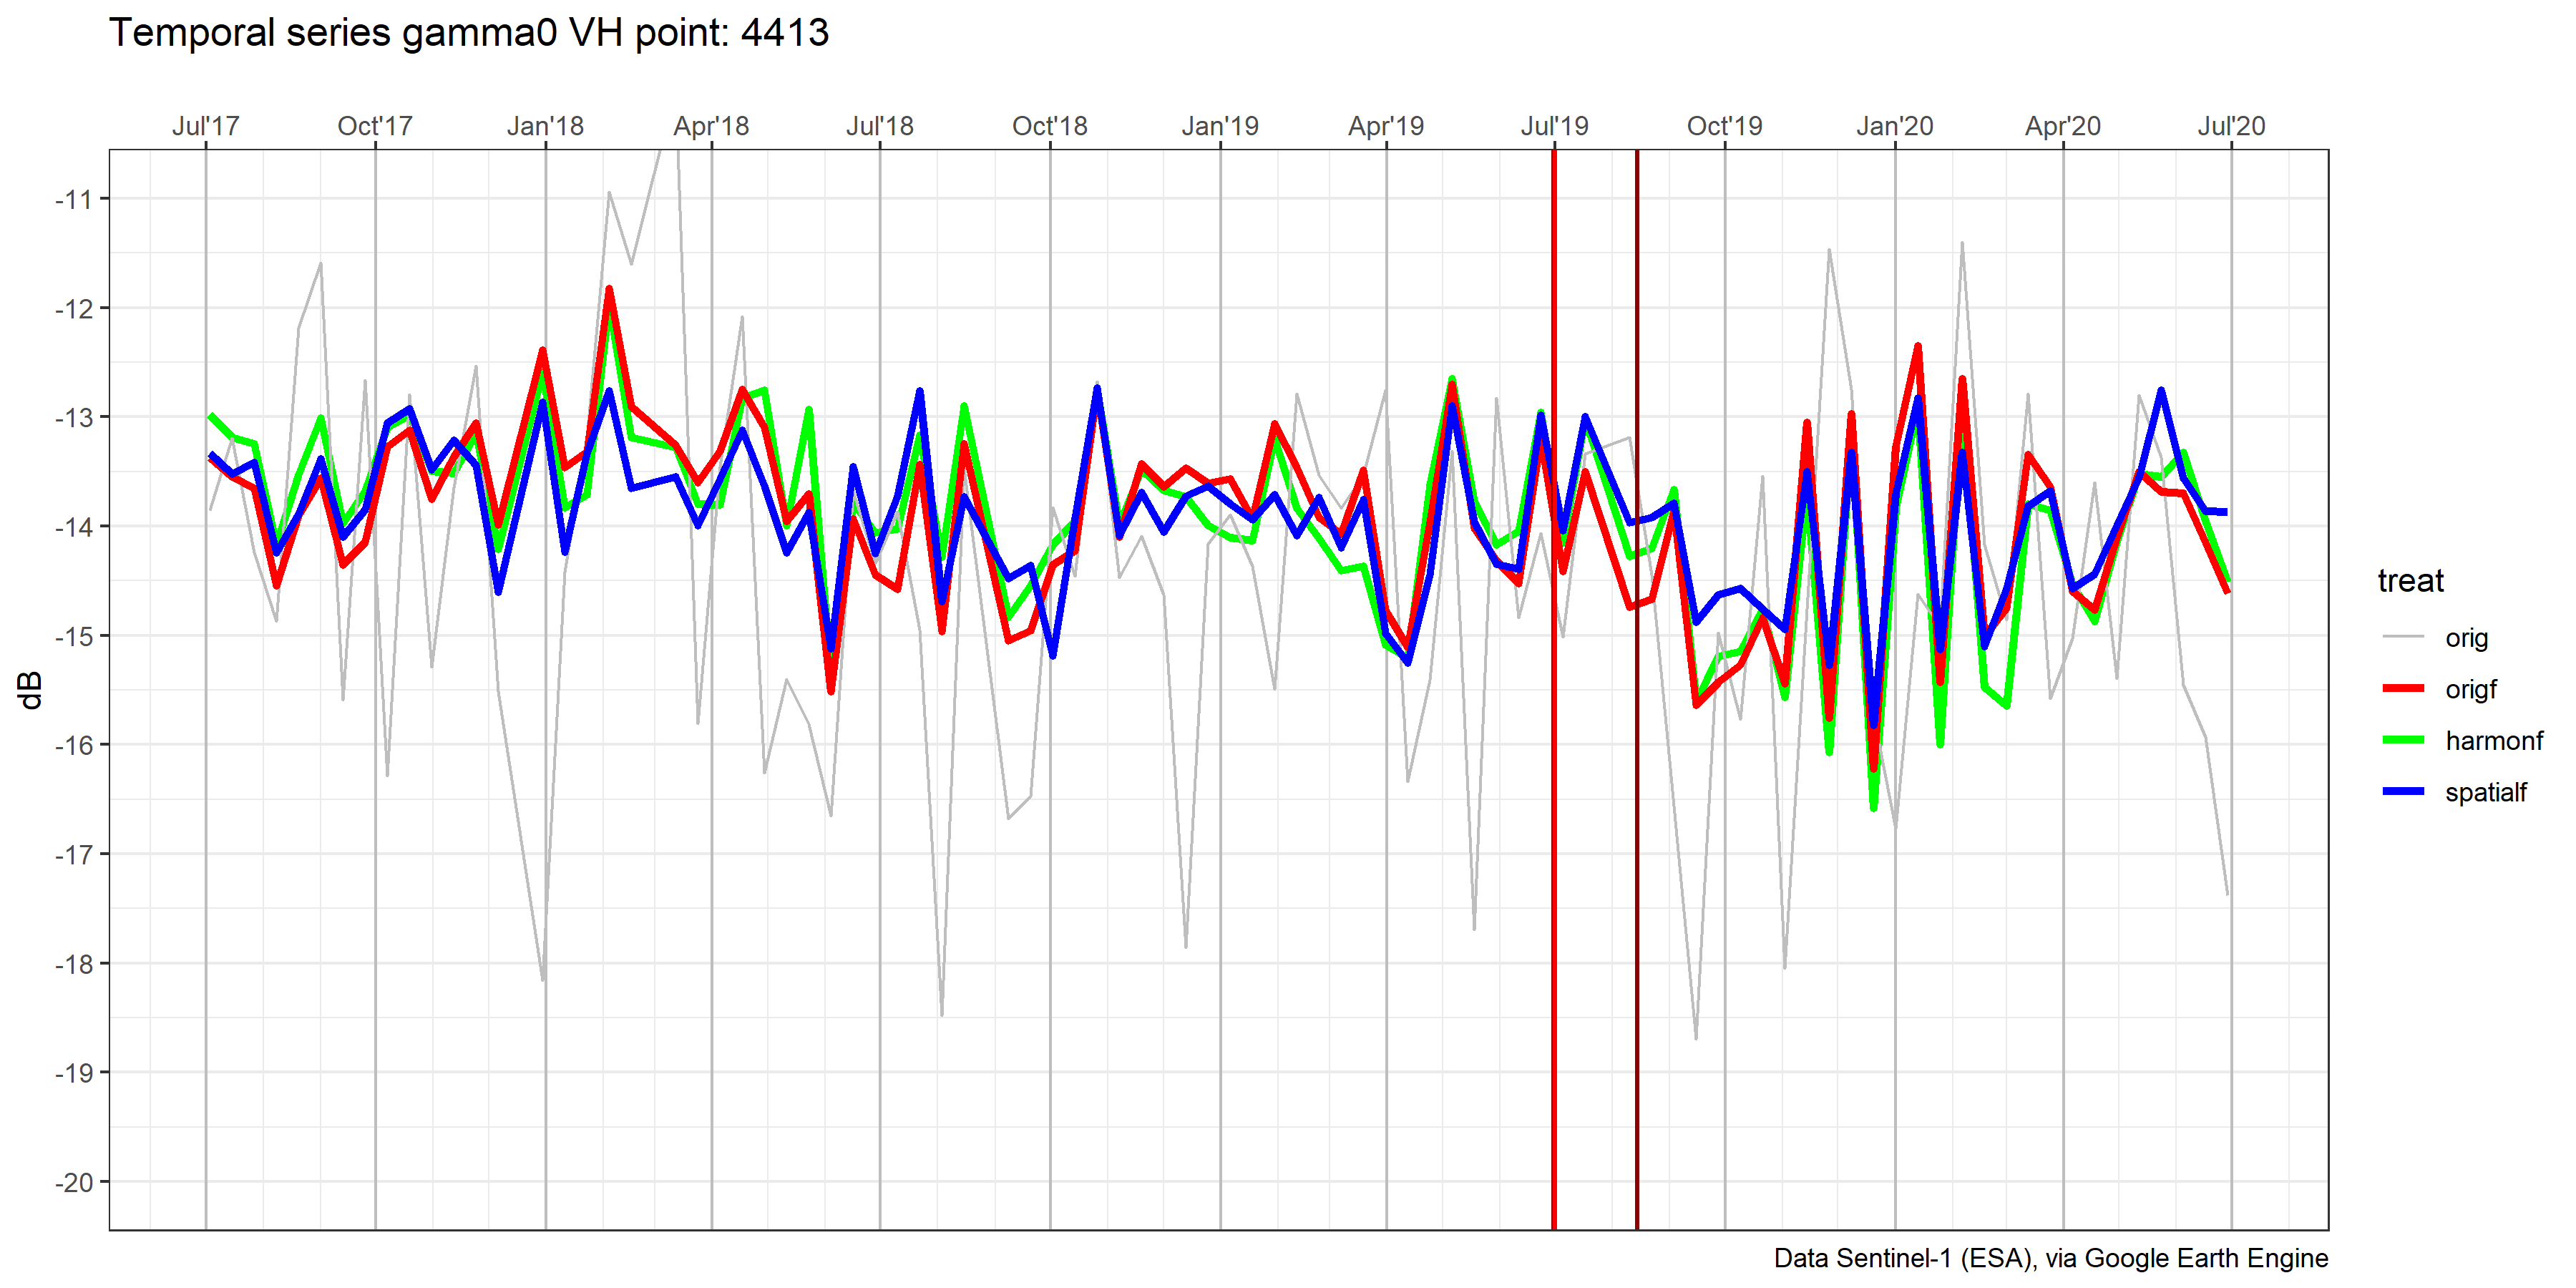 Temporal series gamma0 VH point: 4413
Jul'17 Oct'17 Jan'18 Apr'18 Jul'18 Oct'18 Jan'19 Apr'19 Jul'19 Oct'19 Jan'20 Apr'20 Jul'20
-11
-12
-13
-14
-15
-16
-17
-18
-19
-20
dB
treat
orig
origf
harmonf
spatialf
Data Sentinel-1 (ESA), via Google Earth Engine